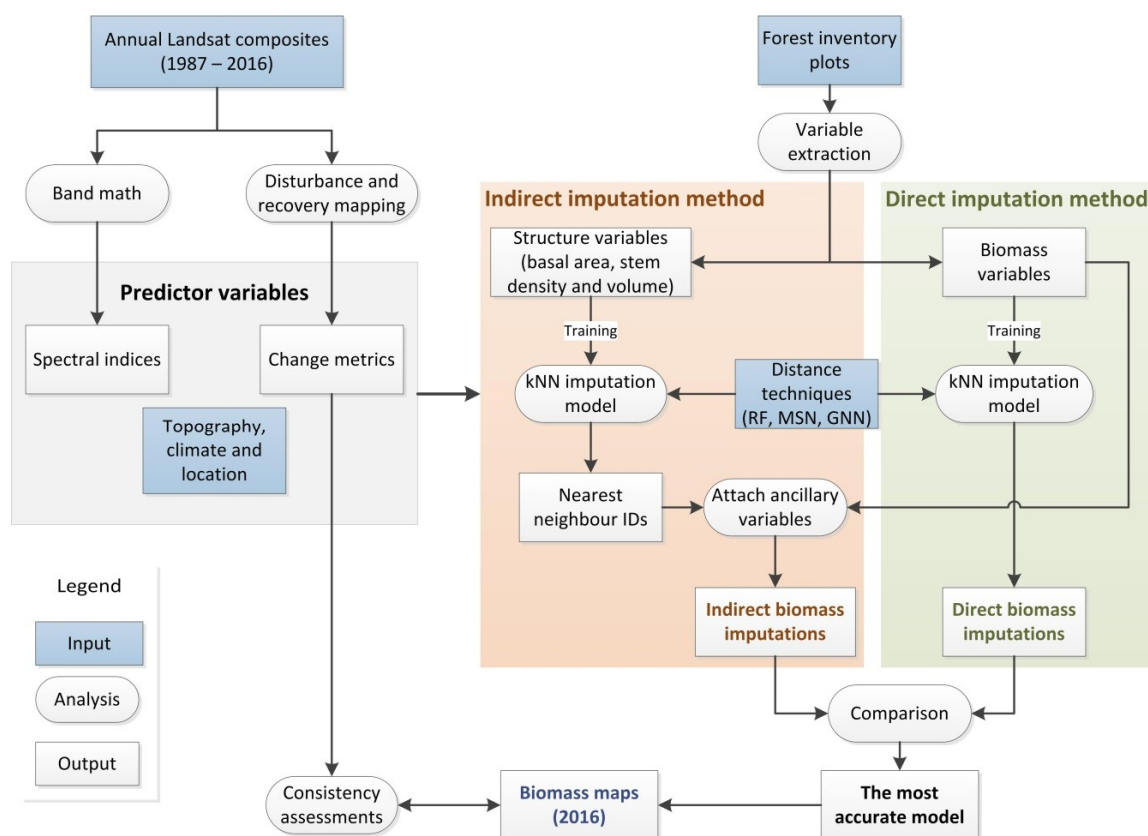 Annual Landsat composites
(1987 – 2016)
Forest inventory
plots
Variable
extraction
Band math
Disturbance and
recovery mapping
Indirect imputation method
Direct imputation method
Structure variables
(basal area, stem
density and volume)
Biomass
variables
Predictor variables
Training
Training
Spectral indices
Change metrics
kNN imputation
model
Distance
techniques
(RF, MSN, GNN)
kNN imputation
model
Topography,
climate and
location
Nearest
neighbour IDs
Attach ancillary
variables
Legend
Input
Analysis
Output
Indirect biomass
imputations
Direct biomass
imputations
Comparison
Consistency
assessments
Biomass maps
(2016)
The most
accurate model